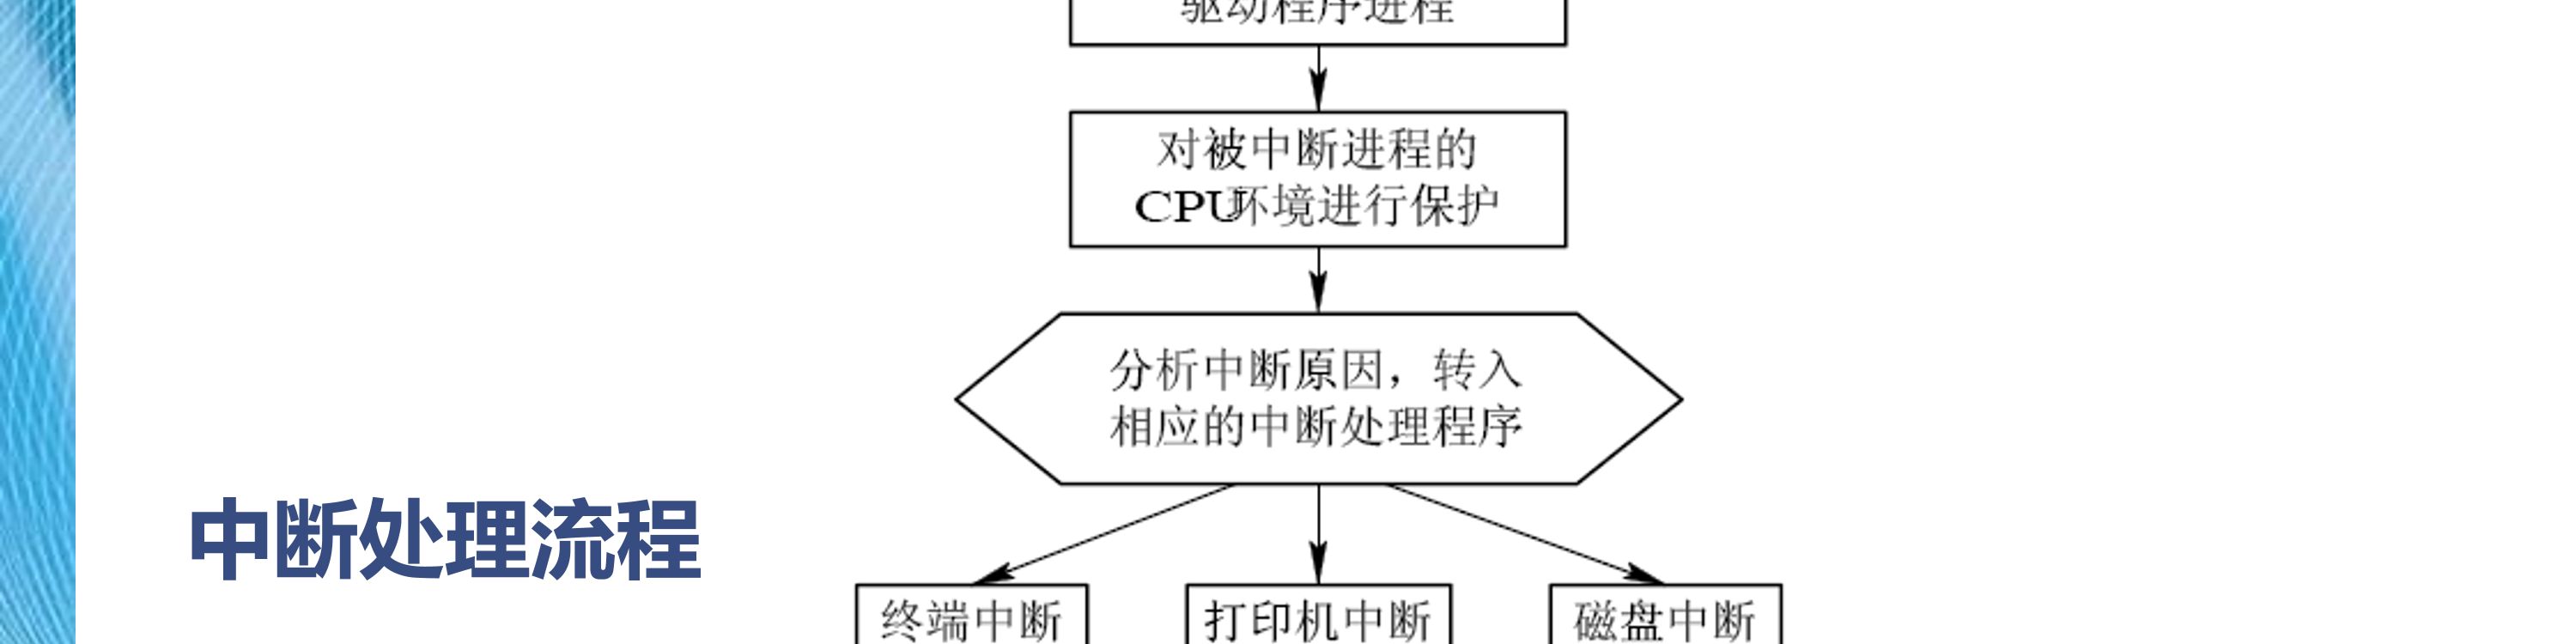 驱动程序进程
对被中断进程的
CPU环境进行保护
分析中断原因，转入
相应的中断处理程序
中断处理流程
终端中断
打印机中断
磁盘中断